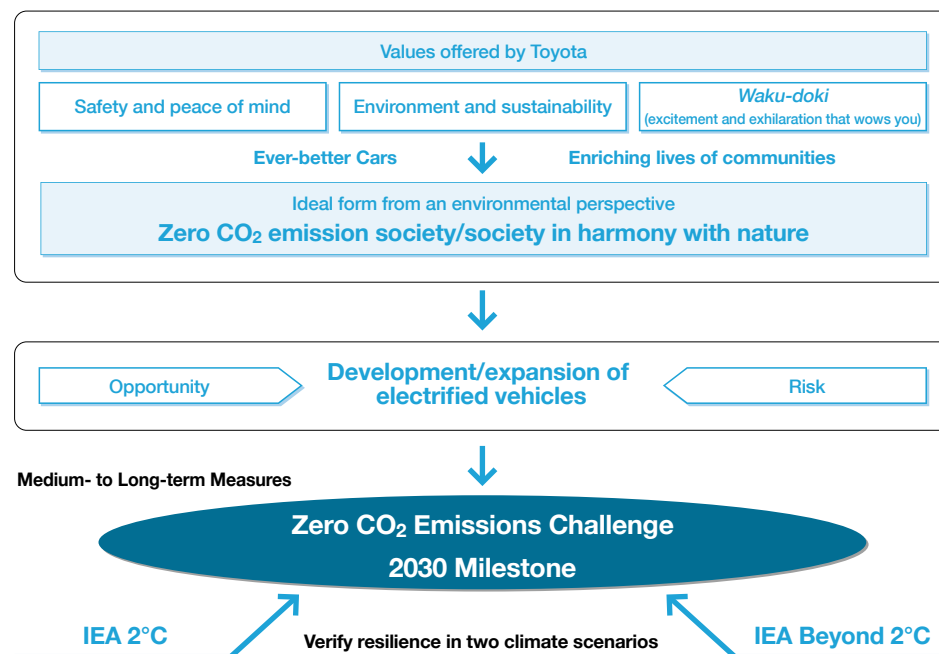 Values offered by Toyota
Safety and peace of mind
Environment and sustainability
Waku-doki
(excitement and exhilaration that wows you)
Ever-better Cars
Enriching lives of communities
Ideal form from an environmental perspective
Zero CO₂ emission society/society in harmony with nature
Opportunity
Development/expansion of
electrified vehicles
Risk
Medium- to Long-term Measures
Zero CO₂ Emissions Challenge
2030 Milestone
IEA 2°C
Verify resilience in two climate scenarios
IEA Beyond 2°C